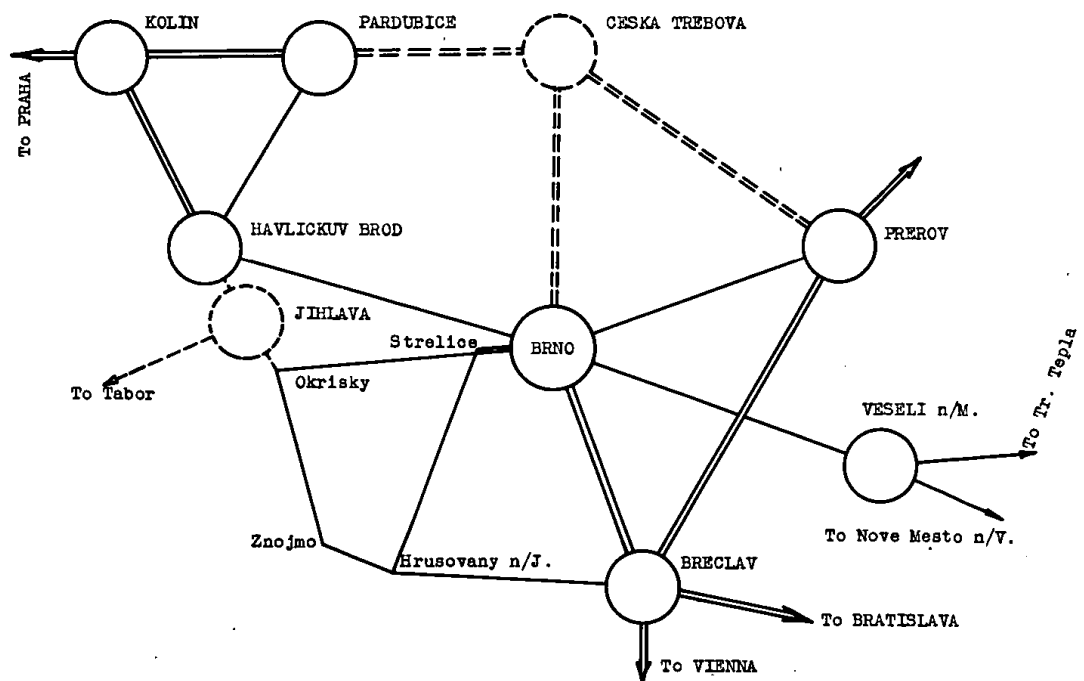 KOLIN
PARDUBICE
CESKA TREBOVA
To PRAHA
HAVLICKUV BROD
PREROV
JIHLAVA
Strelice
BRNO
To Tabor
Okrisky
VESELI n/M.
To Tr. Tepla
Znojmo
To Nove Mesto n/V.
Hrusovany n/J.
BRECLAV
To BRATISLAVA
To VIENNA